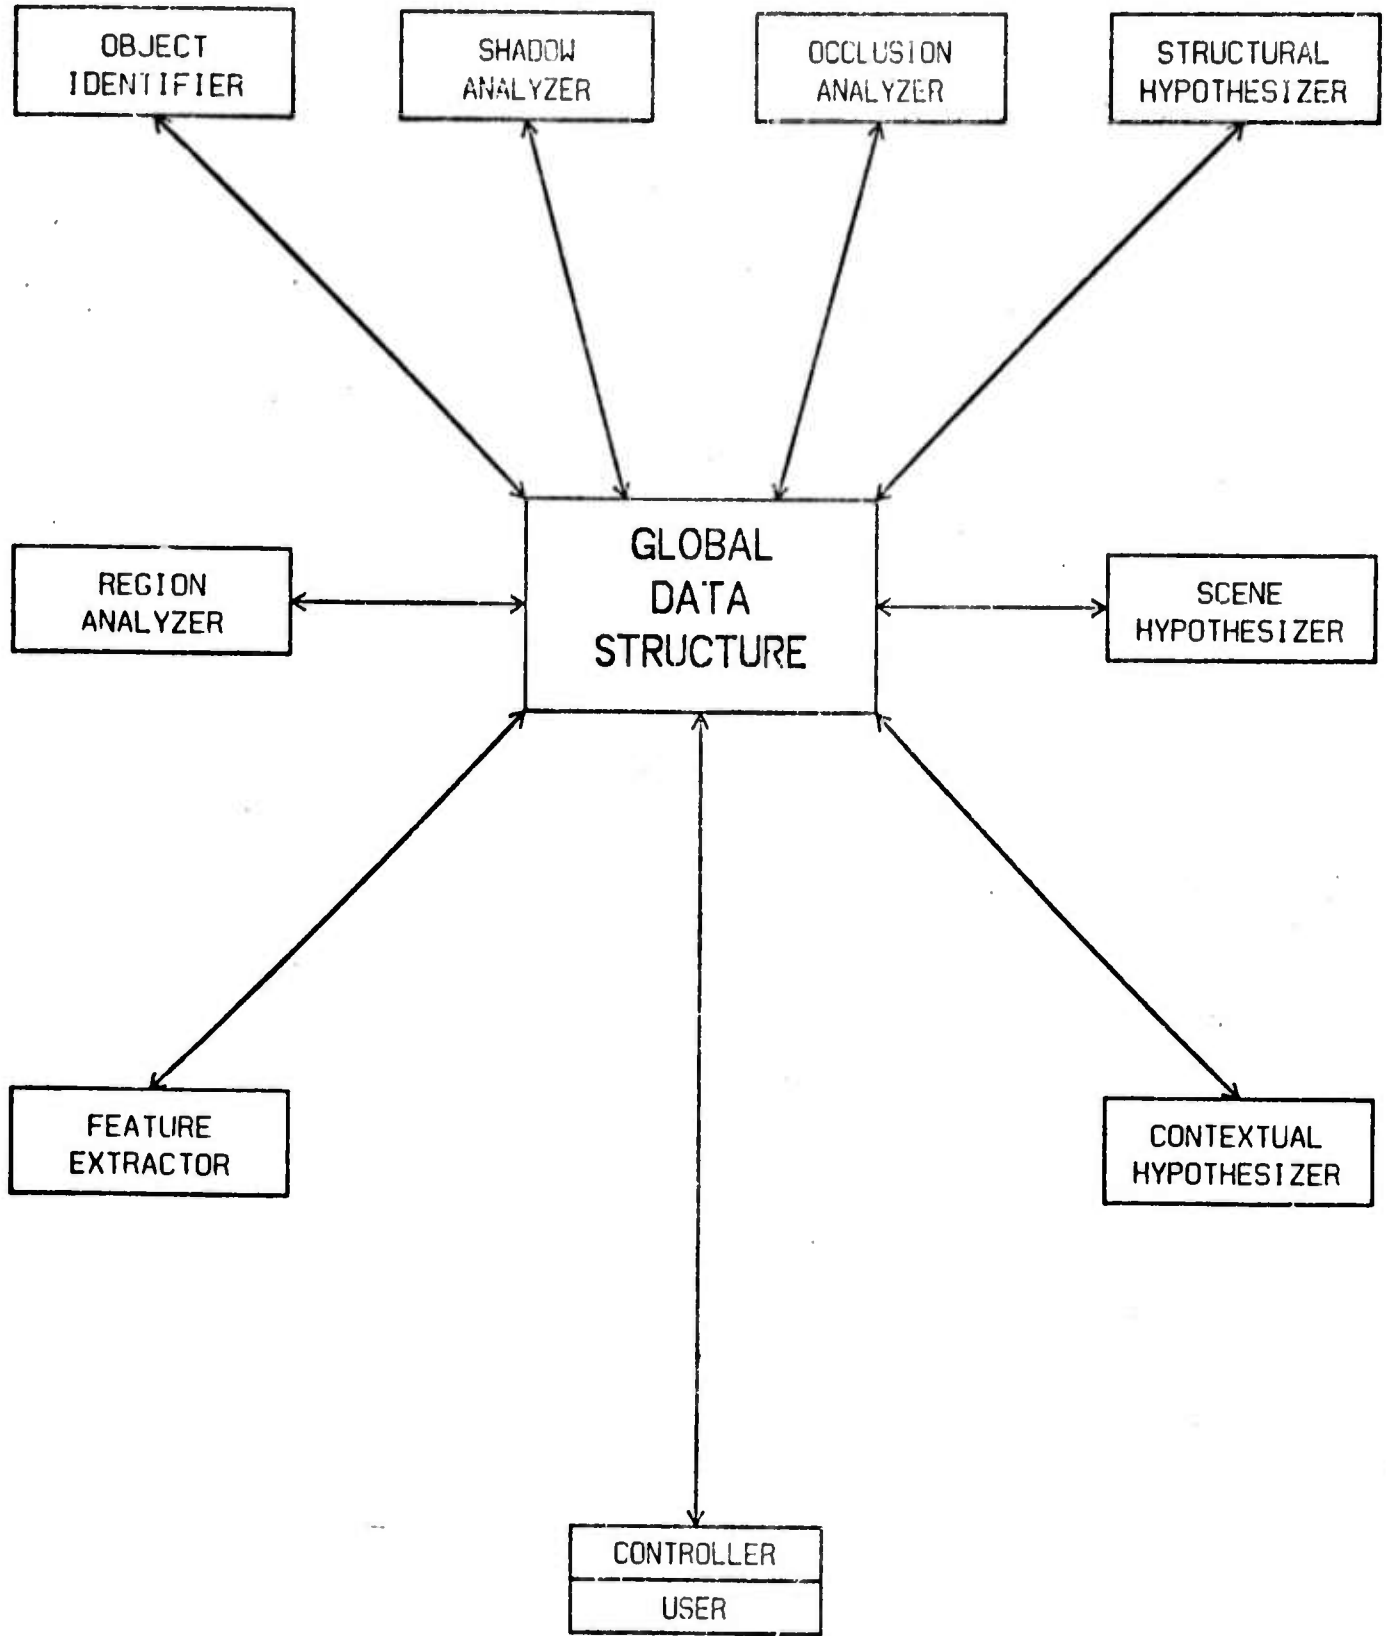 OBJECT
IDENTIFIER
SHADOW
ANALYZER
OCCLUSION
ANALYZER
STRUCTURAL
HYPOTHESIZER
GLOBAL
DATA
STRUCTURE
REGION
ANALYZER
SCENE
HYPOTHESIZER
FEATURE
EXTRACTOR
CONTEXTUAL
HYPOTHESIZER
CONTROLLER
USER